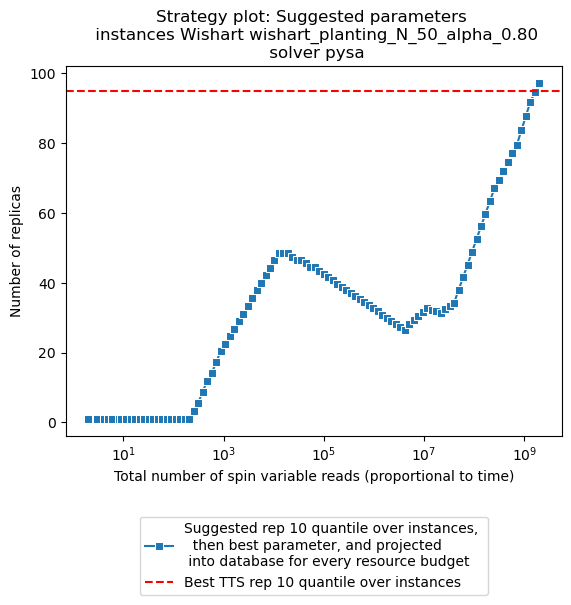 Strategy plot: Suggested parameters
instances Wishart wishart_planting_N_50_alpha_0.80
solver pysa
100
80
60
40
20
0
Number of replicas
10^1
10^3
10^5
10^7
10^9
Total number of spin variable reads (proportional to time)
Suggested rep 10 quantile over instances,
then best parameter, and projected
into database for every resource budget
Best TTS rep 10 quantile over instances